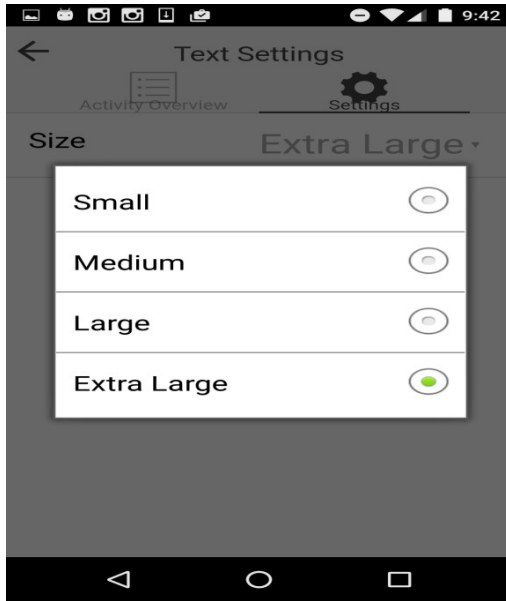 9:42
Text Settings
Activity Overview Settings
Size Extra Large
Small
Medium
Large
Extra Large